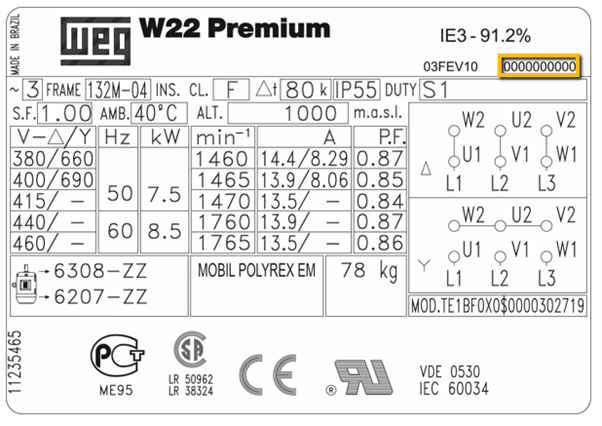 WEG W22 Premium IE3 - 91.2%
MADE IN BRAZIL
03FEV10 0000000000
~ 3 FRAME 132M-04 INS. CL. F Δt 80 k IP55 DUTY S1
S.F. 1.00 AMB. 40°C ALT. 1000 m.a.s.l.
V-△/Y Hz kW min⁻¹ A P.F.
380/660 1460 14.4/8.29 0.87
400/690 1465 13.9/8.06 0.85
415/ - 50 7.5 1470 13.5/ - 0.84
440/ - 60 8.5 1760 13.9/ - 0.87
460/ - 1765 13.5/ - 0.86
W2 U2 V2
U1 V1 W1
△ L1 L2 L3
W2 U2 V2
U1 V1 W1
Y L1 L2 L3
6308-ZZ MOBIL POLYREX EM 78 kg
6207-ZZ
MOD.TE1BF0X0$0000302719
11235465
PCT SA CE ® UR
ME95 LR 50962 VDE 0530
LR 38324 IEC 60034